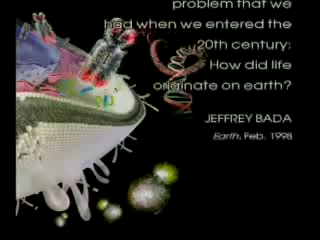 problem that we
had when we entered the
20th century:
How did life
originate on earth?
JEFFREY BADA
Earth, Feb. 1998